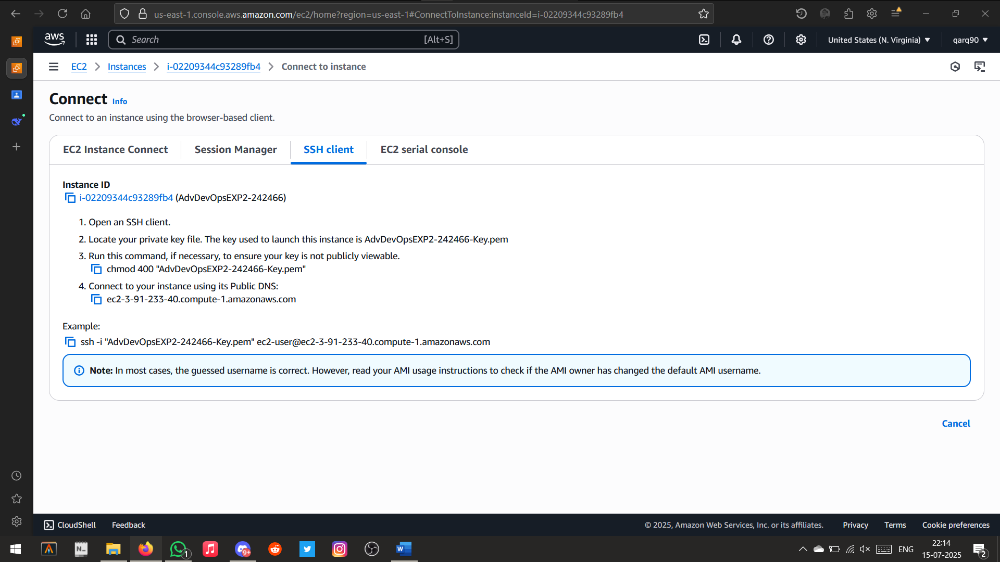 us-east-1.console.aws.amazon.com/ec2/home?region=us-east-1#ConnectToInstance:instanceId=i-02209344c93289fb4
aws
Search
[Alt+S]
United States (N. Virginia)
qarq90
EC2
Instances
i-02209344c93289fb4
Connect to instance
Connect Info
Connect to an instance using the browser-based client.
EC2 Instance Connect
Session Manager
SSH client
EC2 serial console
Instance ID
i-02209344c93289fb4 (AdvDevOpsEXP2-242466)
1. Open an SSH client.
2. Locate your private key file. The key used to launch this instance is AdvDevOpsEXP2-242466-Key.pem
3. Run this command, if necessary, to ensure your key is not publicly viewable.
chmod 400 "AdvDevOpsEXP2-242466-Key.pem"
4. Connect to your instance using its Public DNS:
ec2-3-91-233-40.compute-1.amazonaws.com
Example:
ssh -i "AdvDevOpsEXP2-242466-Key.pem" ec2-user@ec2-3-91-233-40.compute-1.amazonaws.com
Note: In most cases, the guessed username is correct. However, read your AMI usage instructions to check if the AMI owner has changed the default AMI username.
Cancel
CloudShell
Feedback
© 2025, Amazon Web Services, Inc. or its affiliates.
Privacy
Terms
Cookie preferences
N_
1
9+
W
ENG
22:14
15-07-2025
2